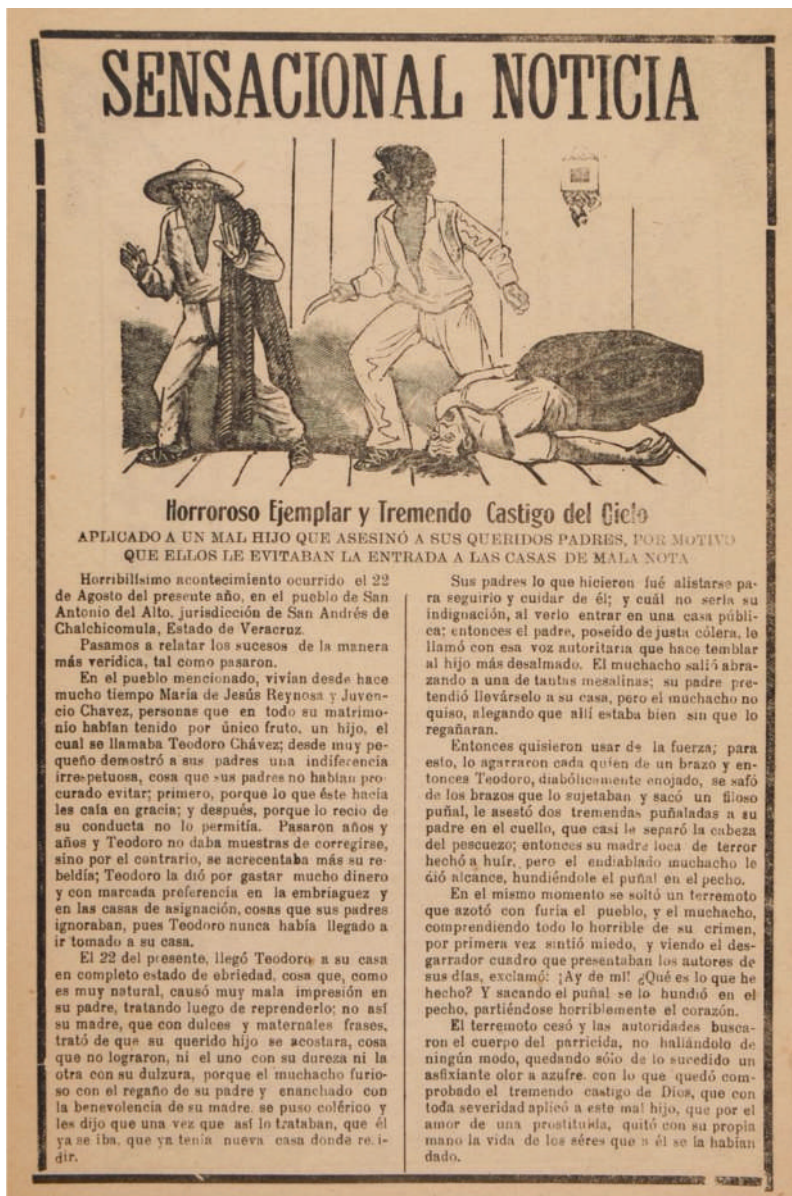 SENSACIONAL NOTICIA
Horroroso Ejemplar y Tremendo Castigo del Cielo
APLICADO A UN MAL HIJO QUE ASESINÓ A SUS QUERIDOS PADRES, POR MOTIVO
QUE ELLOS LE EVITABAN LA ENTRADA A LAS CASAS DE MALA NOTA
Horribilísimo acontecimiento ocurrido el 22
de Agosto del presente año, en el pueblo de San
Antonio del Alto, jurisdicción de San Andrés de
Chalchicomula, Estado de Veracruz.
Pasamos a relatar los sucesos de la manera
más verídica, tal como pasaron.
En el pueblo mencionado, vivían desde hace
mucho tiempo María de Jesús Reynosa y Juven-
cio Chavez, personas que en todo su matrimo-
nio habían tenido por único fruto, un hijo, el
cual se llamaba Teodoro Chávez; desde muy pe-
queño demostró a sus padres una indiferencia
irrespetuosa, cosa que sus padres no habían pro-
curado evitar; primero, porque lo que éste hacía
les caía en gracia; y después, porque lo recio de
su conducta no lo permitía. Pasaron años y
años y Teodoro no daba muestras de corregirse,
sino por el contrario, se acrecentaba más su re-
beldía; Teodoro la dió por gastar mucho dinero
y con marcada preferencia en la embriaguez y
en las casas de asignación, cosas que sus padres
ignoraban, pues Teodoro nunca había llegado a
ir tomado a su casa.
El 22 del presente, llegó Teodoro a su casa
en completo estado de ebriedad, cosa que, como
es muy natural, causó muy mala impresión en
su padre, tratando luego de reprenderlo; no así
su madre, que con dulces y maternales frases,
trató de que su querido hijo se acostara, cosa
que no lograron, ni el uno con su dureza ni la
otra con su dulzura, porque el muchacho furio-
so con el regaño de su padre y enanchado con
la benevolencia de su madre, se puso colérico y
les dijo que una vez que así lo trataban, que él
ya se iba, que ya tenía nueva casa donde resi-
dir.
Sus padres lo que hicieron fué alistarse pa-
ra seguirlo y cuidar de él; y cuál no sería su
indignación, al verlo entrar en una casa públi-
ca; entonces el padre, poseído de justa cólera, lo
llamó con esa voz autoritaria que hace temblar
al hijo más desalmado. El muchacho salió abra-
zando a una de tantas mesalinas; su padre pre-
tendió llevárselo a su casa, pero el muchacho no
quiso, alegando que allí estaba bien sin que lo
regañaran.
Entonces quisieron usar de la fuerza; para
esto, lo agarraron cada quien de un brazo y en-
tonces Teodoro, diabólicamente enojado, se safó
de los brazos que lo sujetaban y sacó un filoso
puñal, le asestó dos tremendas puñaladas a su
padre en el cuello, que casi le separó la cabeza
del pescuezo; entonces su madre loca de terror
hechó a huír, pero el endiablado muchacho le
dió alcance, hundiéndole el puñal en el pecho.
En el mismo momento se soltó un terremoto
que azotó con furia el pueblo, y el muchacho,
comprendiendo todo lo horrible de su crimen,
por primera vez sintió miedo, y viendo el des-
garrador cuadro que presentaban los autores de
sus días, exclamó: ¡Ay de mi! ¿Qué es lo que he
hecho? Y sacando el puñal se lo hundió en el
pecho, partiéndose horriblemente el corazón.
El terremoto cesó y las autoridades busca-
ron el cuerpo del parricida, no hallándolo de
ningún modo, quedando sólo de lo sucedido un
asfixiante olor a azufre, con lo que quedó com-
probado el tremendo castigo de Dios, que con
toda severidad aplicó a este mal hijo, que por el
amor de una prostituída, quitó con su propia
mano la vida de los séres que a él se la habían
dado.